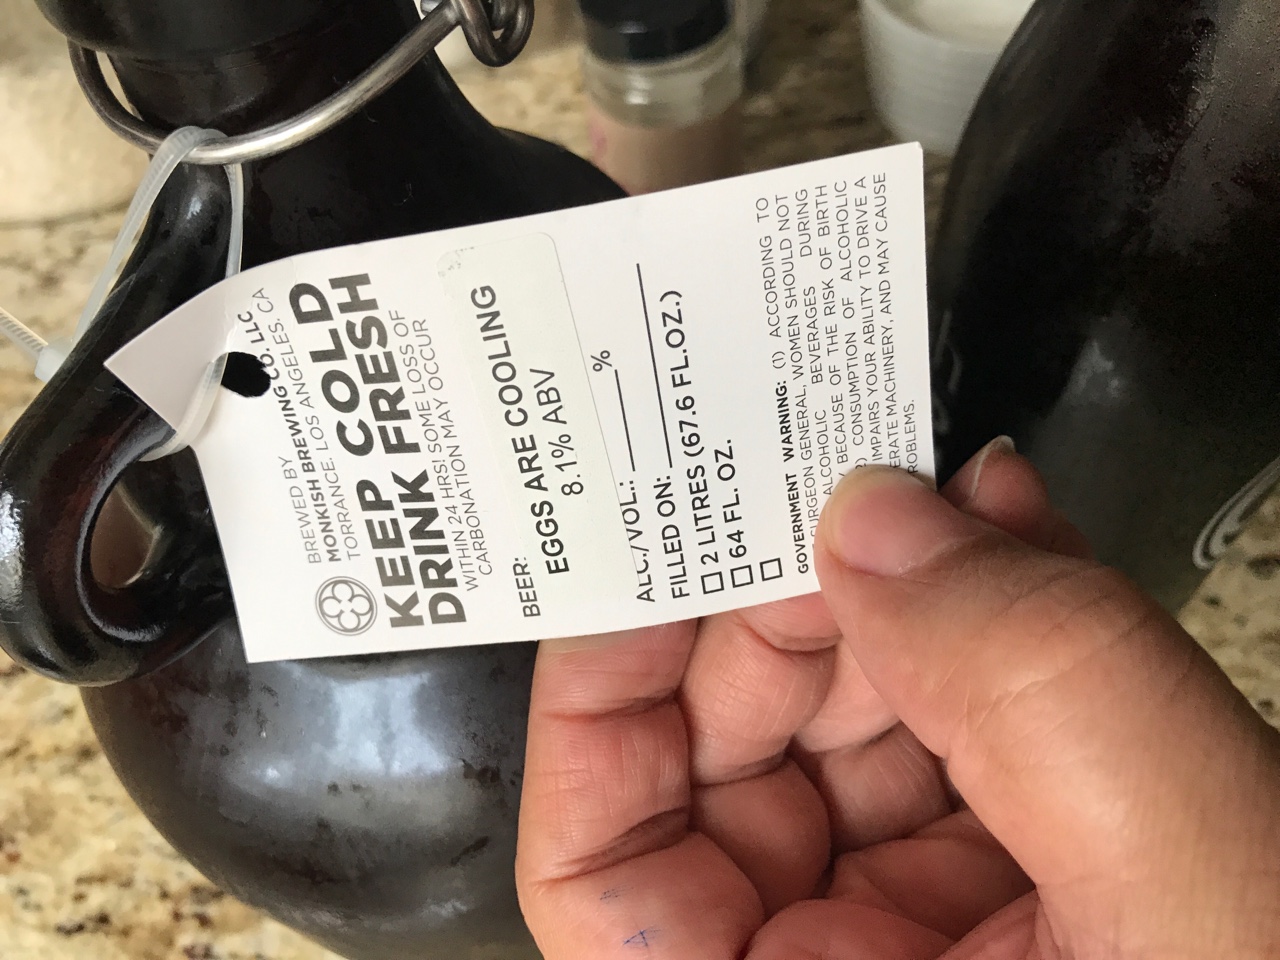 BREWED BY
MONKISH BREWING CO. LLC
TORRANCE, LOS ANGELES, CA
KEEP COLD
DRINK FRESH
WITHIN 24 HRS! SOME LOSS OF
CARBONATION MAY OCCUR
BEER:
EGGS ARE COOLING
8.1% ABV
ALC./VOL.: %
FILLED ON:
2 LITRES (67.6 FL.OZ.)
64 FL. OZ.
GOVERNMENT WARNING: (1) ACCORDING TO
SURGEON GENERAL, WOMEN SHOULD NOT
ALCOHOLIC BEVERAGES DURING
BECAUSE OF THE RISK OF BIRTH
CONSUMPTION OF ALCOHOLIC
IMPAIRS YOUR ABILITY TO DRIVE A
MACHINERY, AND MAY CAUSE